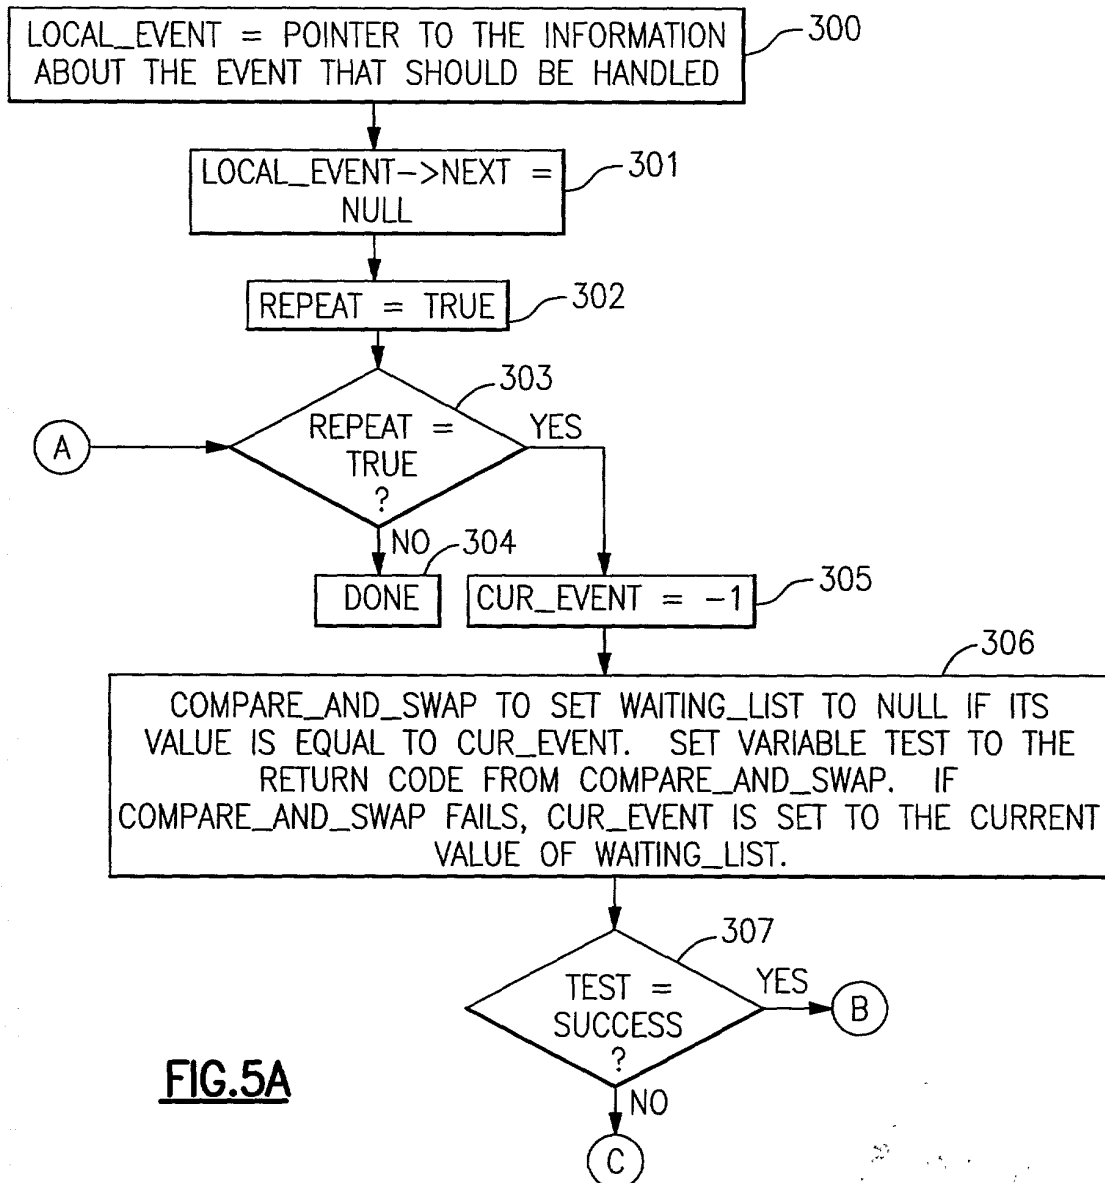 LOCAL_EVENT = POINTER TO THE INFORMATION
ABOUT THE EVENT THAT SHOULD BE HANDLED
300
LOCAL_EVENT->NEXT =
NULL
301
REPEAT = TRUE
302
303
REPEAT =
TRUE
?
YES
A
NO
304
DONE
CUR_EVENT = -1
305
306
COMPARE_AND_SWAP TO SET WAITING_LIST TO NULL IF ITS
VALUE IS EQUAL TO CUR_EVENT. SET VARIABLE TEST TO THE
RETURN CODE FROM COMPARE_AND_SWAP. IF
COMPARE_AND_SWAP FAILS, CUR_EVENT IS SET TO THE CURRENT
VALUE OF WAITING_LIST.
307
TEST =
SUCCESS
?
YES
B
NO
C
FIG.5A